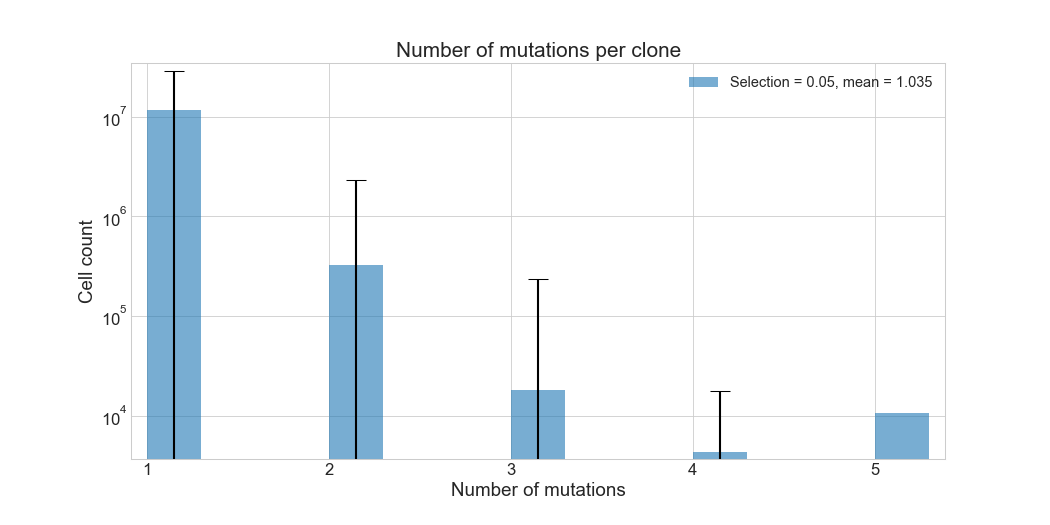 Number of mutations per clone
Selection = 0.05, mean = 1.035
Cell count
10^7
10^6
10^5
10^4
1 2 3 4 5
Number of mutations